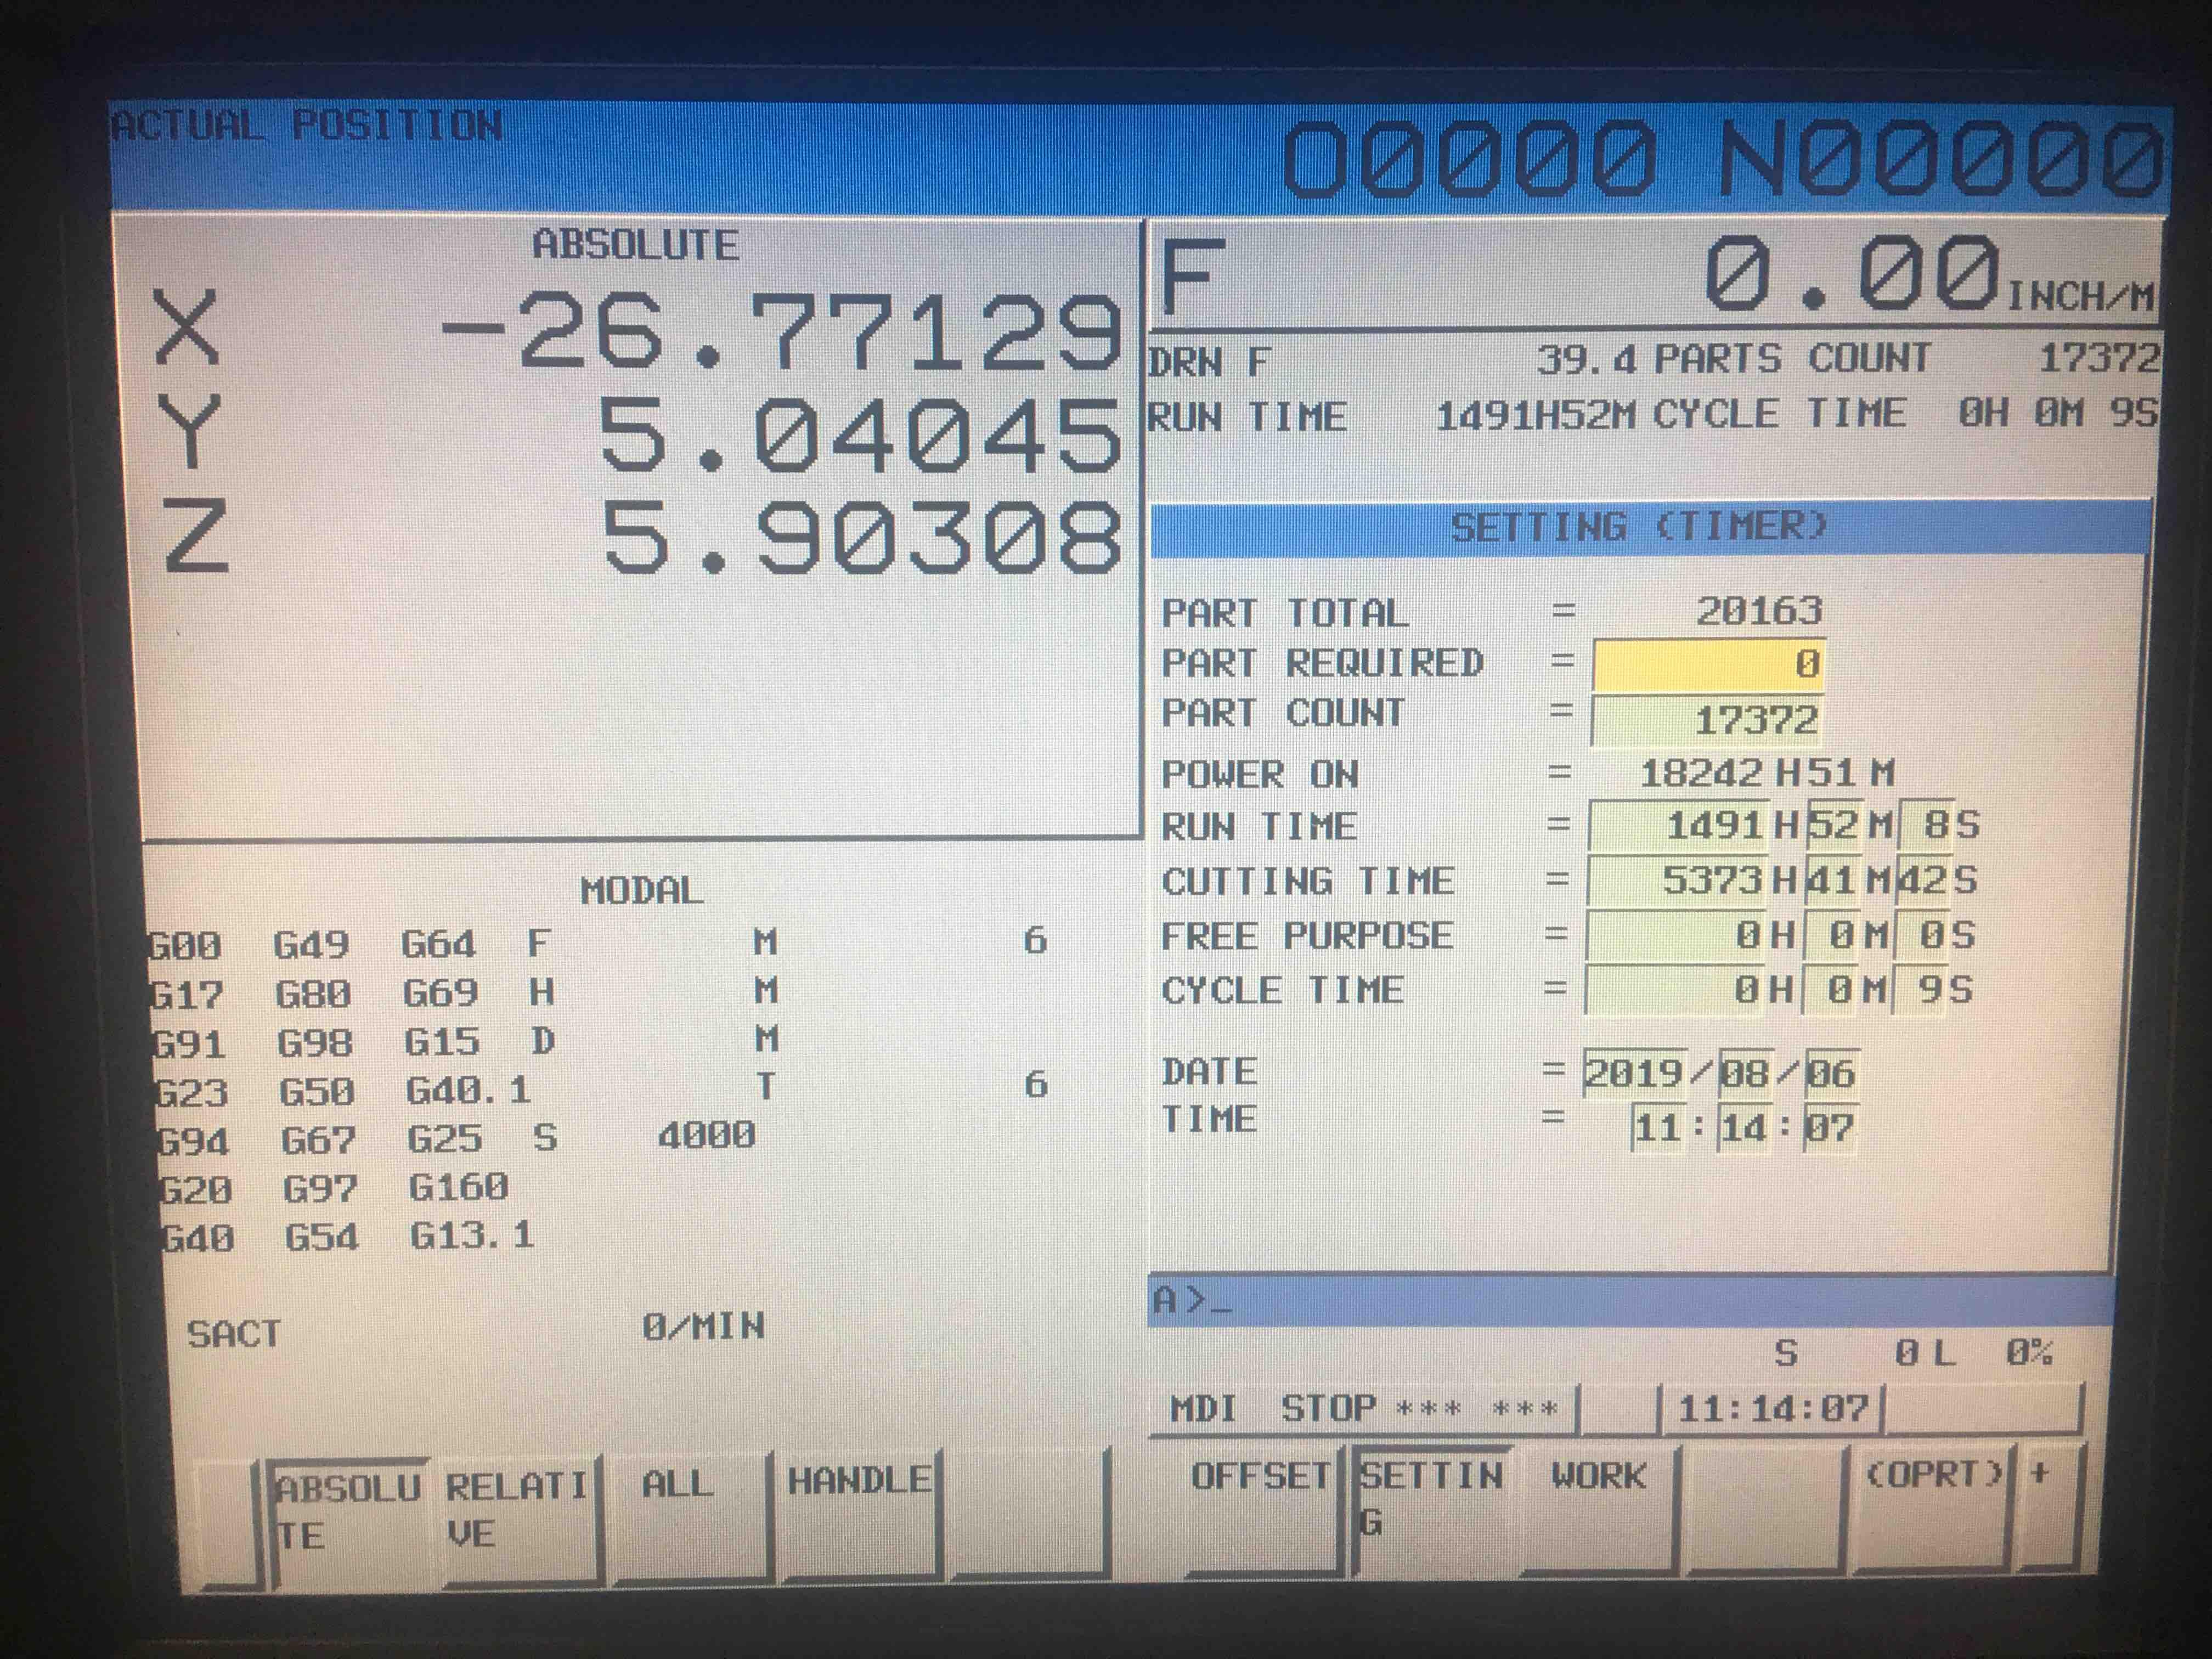 ACTUAL POSITION
O0000 N00000
ABSOLUTE
X -26.77129
Y 5.04045
Z 5.90308
F 0.00 INCH/M
DRN F 39.4 PARTS COUNT 17372
RUN TIME 1491H52M CYCLE TIME 0H 0M 9S
SETTING (TIMER)
PART TOTAL = 20163
PART REQUIRED = 0
PART COUNT = 17372
POWER ON = 18242 H 51 M
RUN TIME = 1491 H 52 M 8 S
CUTTING TIME = 5373 H 41 M 42 S
FREE PURPOSE = 0 H 0 M 0 S
CYCLE TIME = 0 H 0 M 9 S
DATE = 2019/08/06
TIME = 11:14:07
MODAL
G00 G49 G64 F M 6
G17 G80 G69 H M
G91 G98 G15 D M
G23 G50 G40.1 T 6
G94 G67 G25 S 4000
G20 G97 G160
G40 G54 G13.1
SACT 0/MIN
A>_
S 0 L 0%
MDI STOP *** *** 11:14:07
ABSOLU
TE
RELATI
VE
ALL
HANDLE
OFFSET
SETTIN
G
WORK
(OPRT)
+